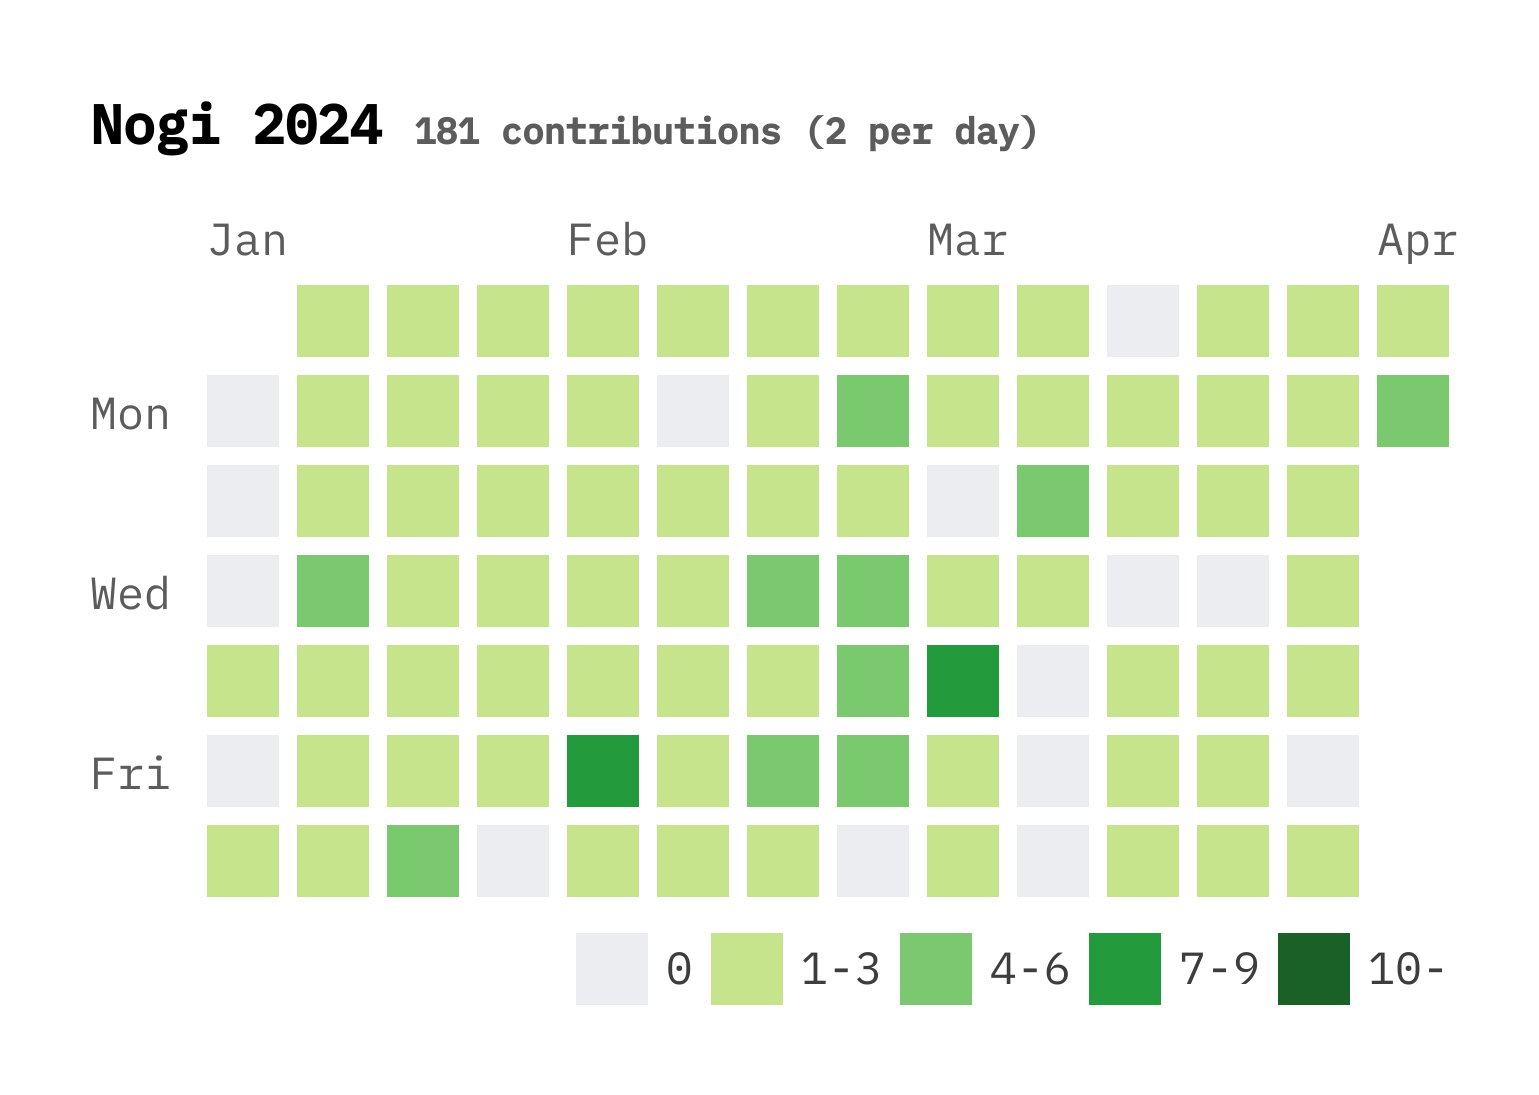 Nogi 2024 181 contributions (2 per day)
Jan Feb Mar Apr
Mon
Wed
Fri
0 1-3 4-6 7-9 10-